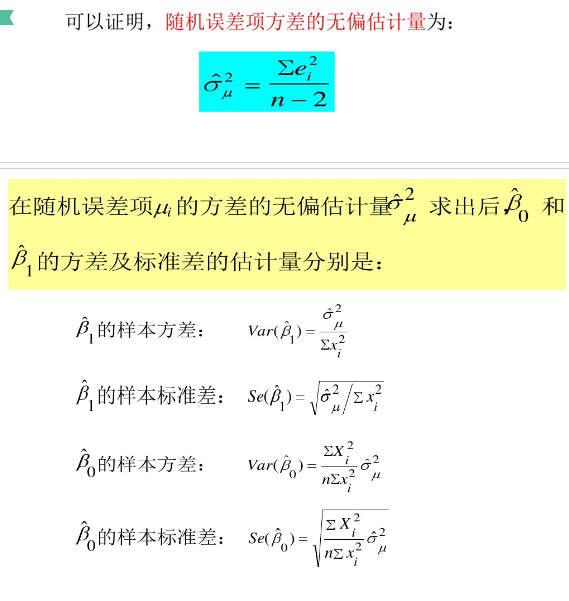 可以证明，随机误差项方差的无偏估计量为：
σ̂²_μ = Σe_i² / (n − 2)
在随机误差项μ_i的方差的无偏估计量σ̂²_μ 求出后，β̂_0 和
β̂_1的方差及标准差的估计量分别是：
β̂_1的样本方差： Var(β̂_1) = σ̂²_μ / Σx_i²
β̂_1的样本标准差： Se(β̂_1) = √(σ̂²_μ / Σx_i²)
β̂_0的样本方差： Var(β̂_0) = (ΣX_i² / nΣx_i²) σ̂²_μ
β̂_0的样本标准差： Se(β̂_0) = √((ΣX_i² / nΣx_i²) σ̂²_μ)